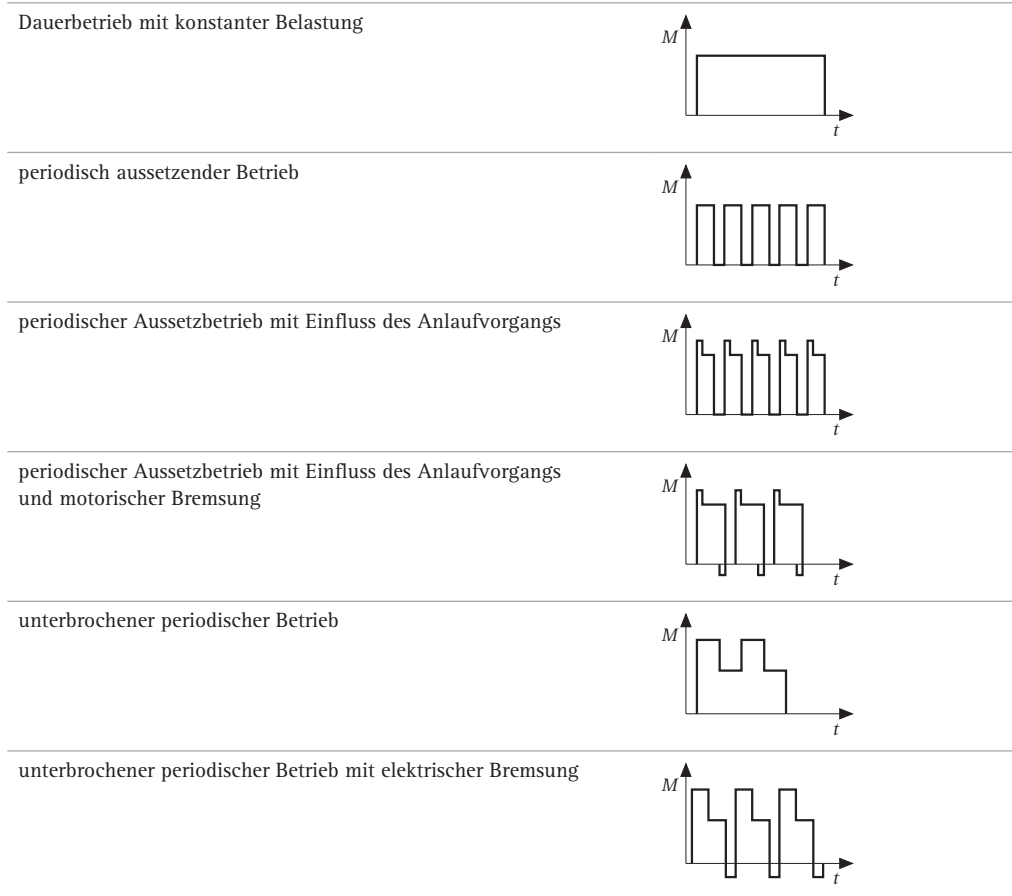 Dauerbetrieb mit konstanter Belastung
M
t
periodisch aussetzender Betrieb
M
t
periodischer Aussetzbetrieb mit Einfluss des Anlaufvorgangs
M
t
periodischer Aussetzbetrieb mit Einfluss des Anlaufvorgangs
und motorischer Bremsung
M
t
unterbrochener periodischer Betrieb
M
t
unterbrochener periodischer Betrieb mit elektrischer Bremsung
M
t